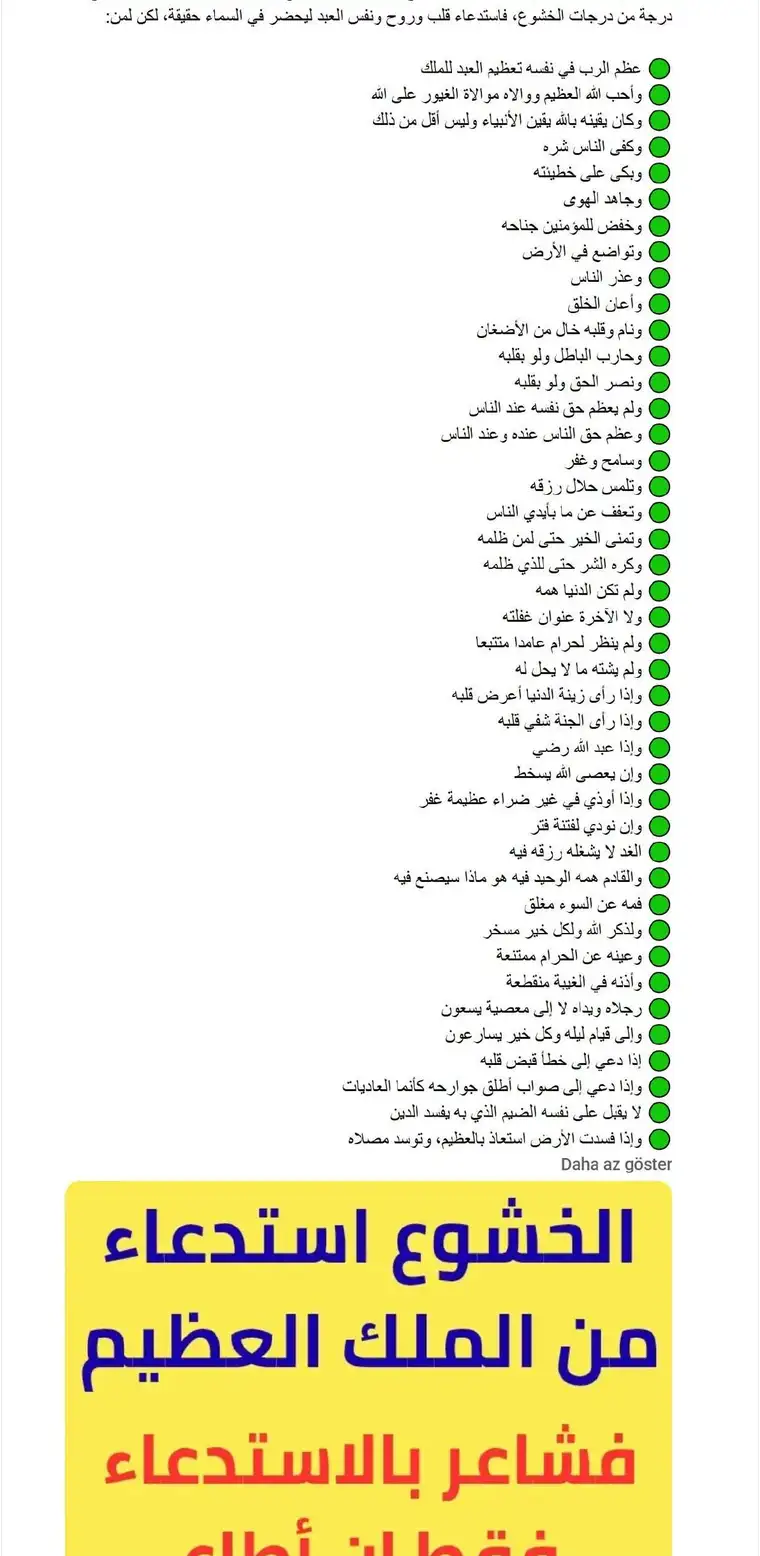 درجة من درجات الخشوع، فاستدعاء قلب وروح ونفس العبد ليحضر في السماء حقيقة، لكن لمن:
عظم الرب في نفسه تعظيم العبد للملك
وأحب الله العظيم ووالاه موالاة الغيور على الله
وكان يقينه بالله يقين الأنبياء وليس أقل من ذلك
وكفى الناس شره
وبكى على خطيئته
وجاهد الهوى
وخفض للمؤمنين جناحه
وتواضع في الأرض
وعذر الناس
وأعان الخلق
ونام وقلبه خال من الأضغان
وحارب الباطل ولو بقلبه
ونصر الحق ولو بقلبه
ولم يعظم حق نفسه عند الناس
وعظم حق الناس عنده وعند الناس
وسامح وغفر
وتلمس حلال رزقه
وتعفف عن ما بأيدي الناس
وتمنى الخير حتى لمن ظلمه
وكره الشر حتى للذي ظلمه
ولم تكن الدنيا همه
ولا الآخرة عنوان غفلته
ولم ينظر لحرام عامدا متتبعا
ولم يشته ما لا يحل له
وإذا رأى زينة الدنيا أعرض قلبه
وإذا رأى الجنة شفي قلبه
وإذا عبد الله رضي
وإن يعصى الله يسخط
وإذا أوذي في غير ضراء عظيمة غفر
وإن نودي لفتنة فتر
الغد لا يشغله رزقه فيه
والقادم همه الوحيد فيه هو ماذا سيصنع فيه
فمه عن السوء مغلق
ولذكر الله ولكل خير مسخر
وعينه عن الحرام ممتنعة
وأذنه في الغيبة منقطعة
رجلاه ويداه لا إلى معصية يسعون
وإلى قيام ليله وكل خير يسارعون
إذا دعي إلى خطأ قبض قلبه
وإذا دعي إلى صواب أطلق جوارحه كأنما العاديات
لا يقبل على نفسه الضيم الذي به يفسد الدين
وإذا فسدت الأرض استعاذ بالعظيم، وتوسد مصلاه
Daha az göster
الخشوع استدعاء
من الملك العظيم
فشاعر بالاستدعاء